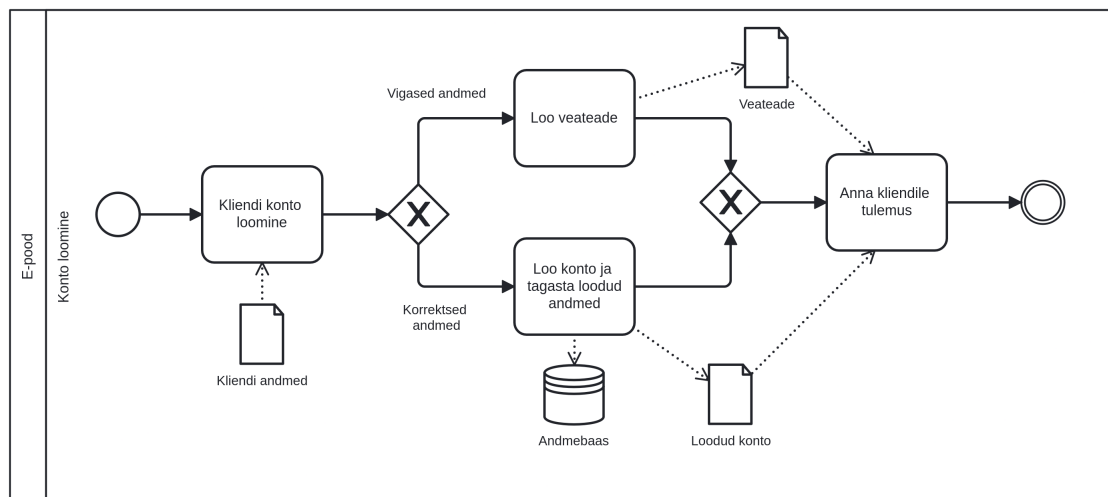 E-pood
Konto loomine
Kliendi konto
loomine
Kliendi andmed
Vigased andmed
Korrektsed
andmed
Loo veateade
Loo konto ja
tagasta loodud
andmed
Andmebaas
Veateade
Loodud konto
Anna kliendile
tulemus